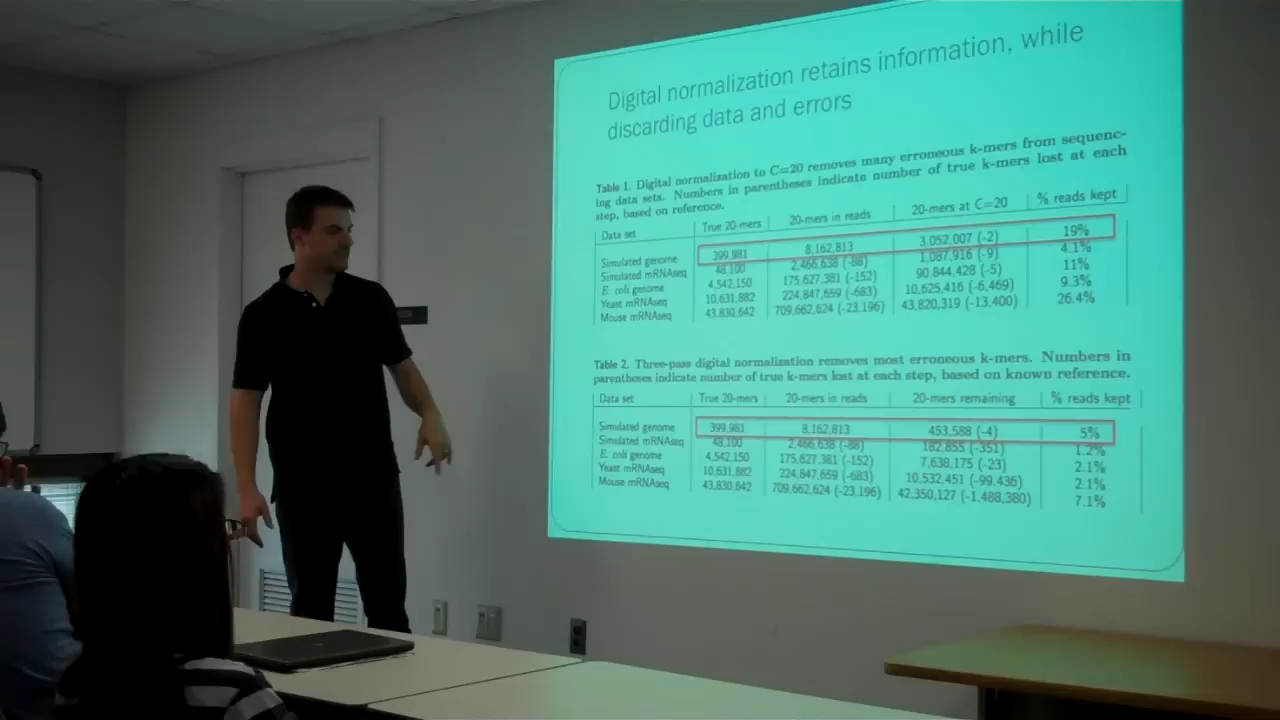 Digital normalization retains information, while
discarding data and errors
Table 1. Digital normalization to C=20 removes many erroneous k-mers from sequenc-
ing data sets. Numbers in parentheses indicate number of true k-mers lost at each
step, based on reference.
Data set True 20-mers 20-mers in reads 20-mers at C=20 % reads kept
Simulated genome 399,981 8,162,813 3,052,007 (-2) 19%
Simulated mRNAseq 48,100 2,466,638 (-88) 1,087,916 (-9) 4.1%
E. coli genome 4,542,150 175,627,381 (-152) 90,844,428 (-5) 11%
Yeast mRNAseq 10,631,882 224,847,659 (-683) 10,625,416 (-6,469) 9.3%
Mouse mRNAseq 43,830,642 709,662,624 (-23,196) 43,820,319 (-13,400) 26.4%
Table 2. Three-pass digital normalization removes most erroneous k-mers. Numbers in
parentheses indicate number of true k-mers lost at each step, based on known reference.
Data set True 20-mers 20-mers in reads 20-mers remaining % reads kept
Simulated genome 399,981 8,162,813 453,588 (-4) 5%
Simulated mRNAseq 48,100 2,466,638 (-88) 182,855 (-351) 1.2%
E. coli genome 4,542,150 175,627,381 (-152) 7,638,175 (-23) 2.1%
Yeast mRNAseq 10,631,882 224,847,659 (-683) 10,532,451 (-99,436) 2.1%
Mouse mRNAseq 43,830,642 709,662,624 (-23,196) 42,350,127 (-1,488,380) 7.1%